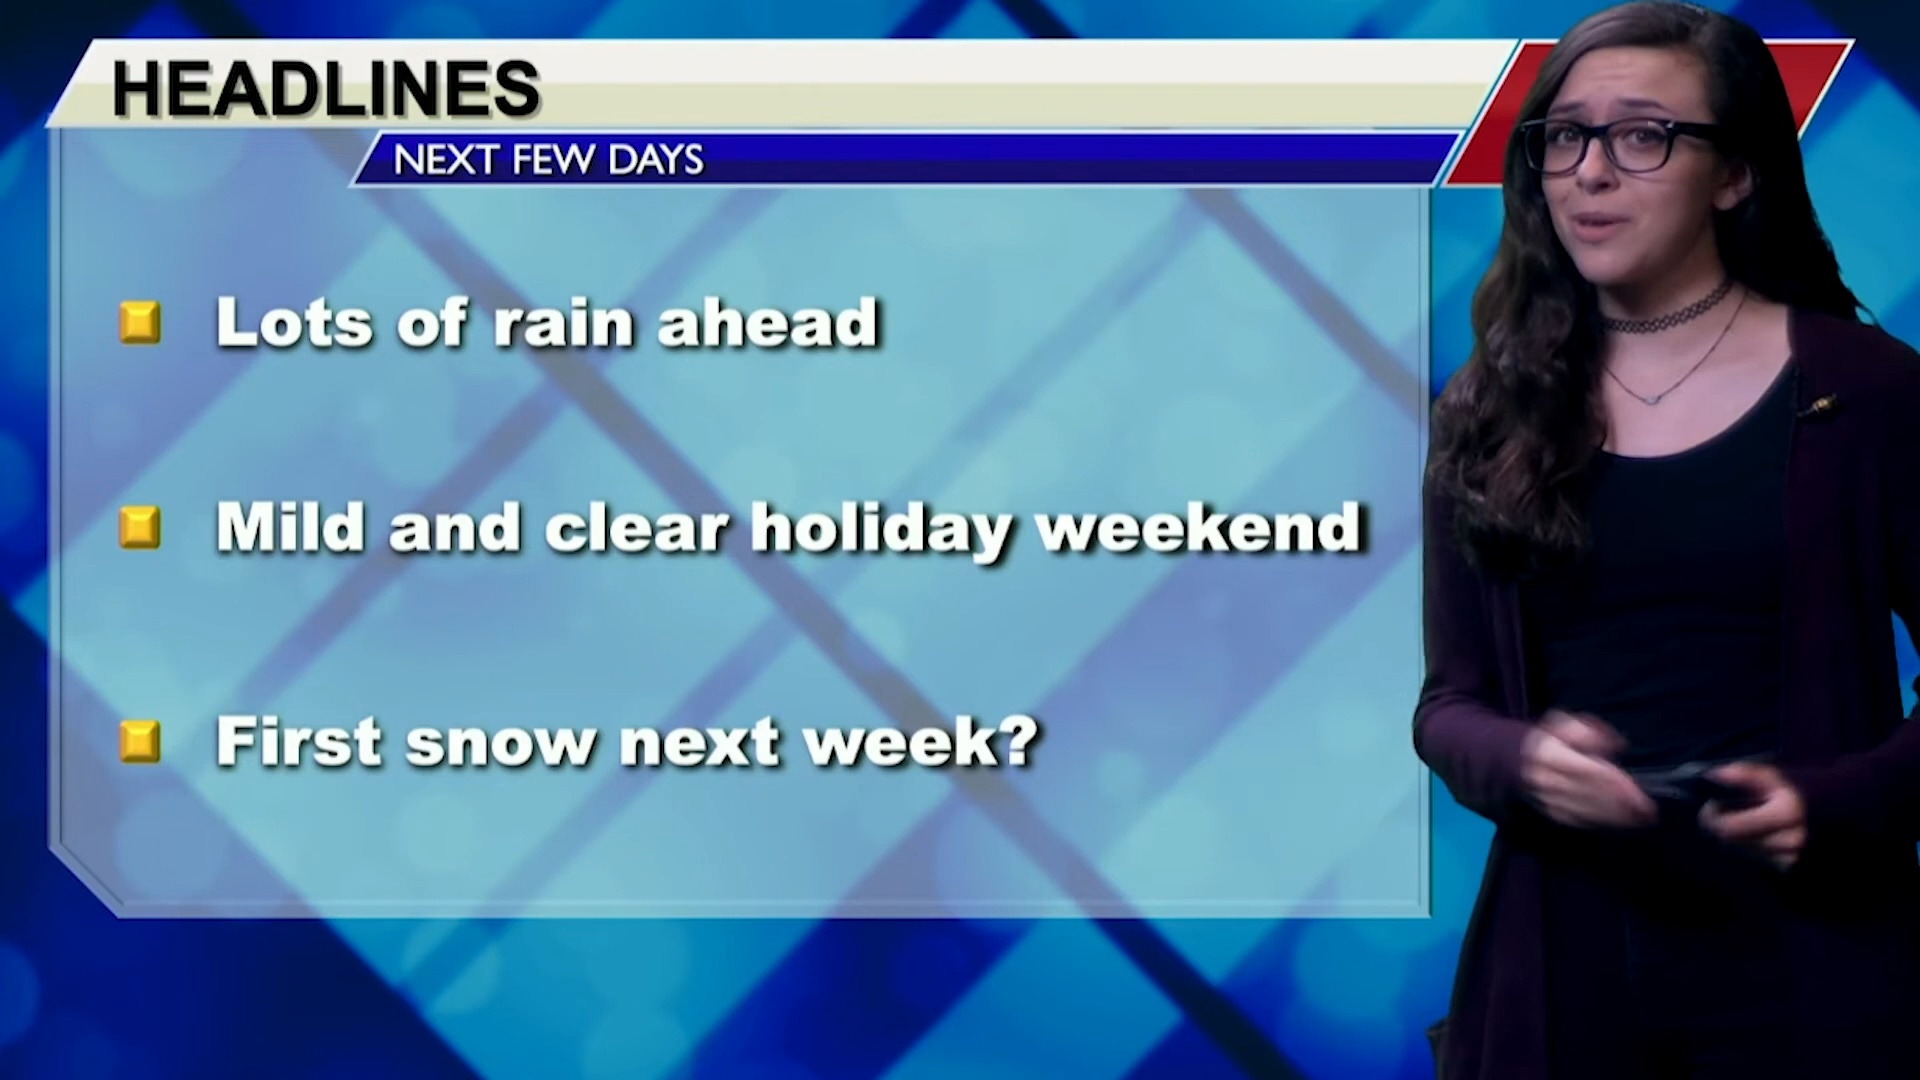 HEADLINES
NEXT FEW DAYS
Lots of rain ahead
Mild and clear holiday weekend
First snow next week?